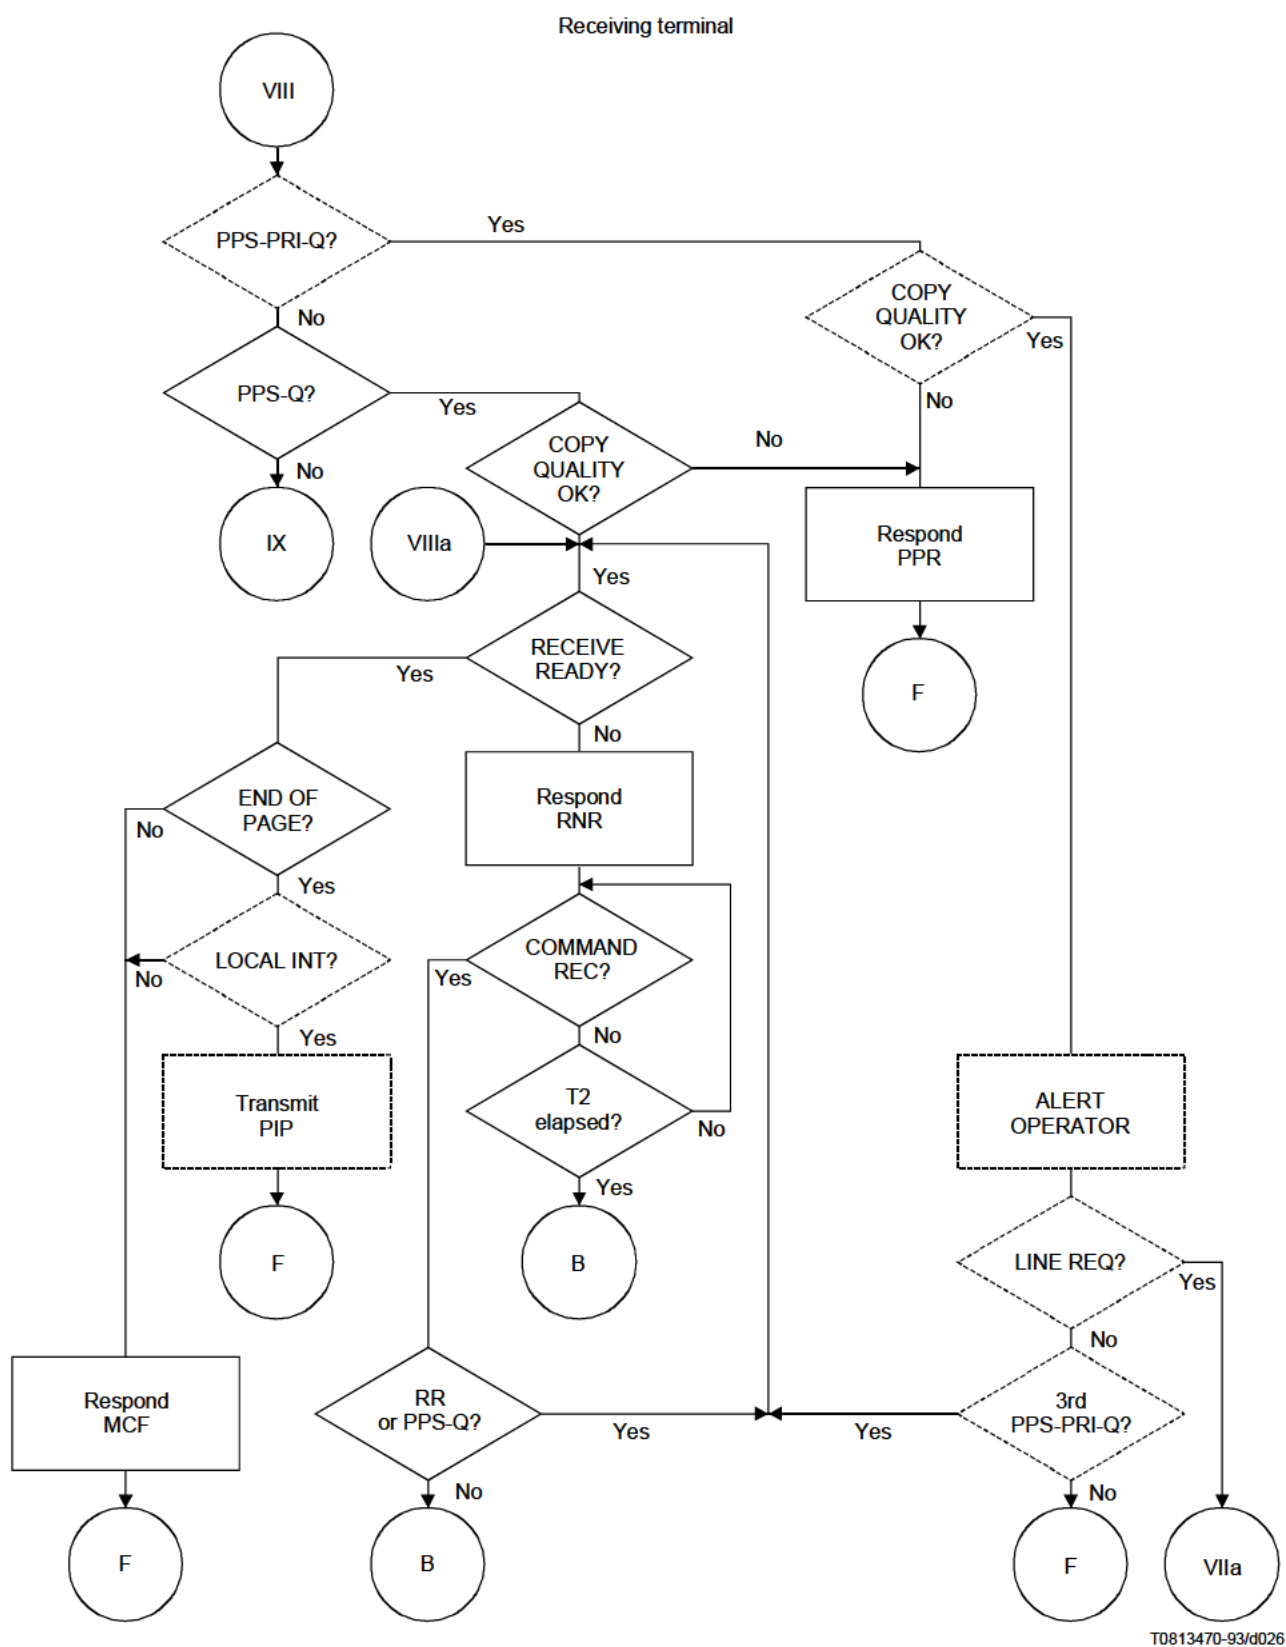 Receiving terminal
VIII
PPS-PRI-Q?
Yes
No
COPY
QUALITY
OK?
Yes
No
PPS-Q?
Yes
No
COPY
QUALITY
OK?
No
IX
VIIIa
Yes
Respond
PPR
F
RECEIVE
READY?
Yes
No
END OF
PAGE?
No
Yes
Respond
RNR
LOCAL INT?
No
Yes
COMMAND
REC?
Yes
No
Transmit
PIP
T2
elapsed?
No
Yes
ALERT
OPERATOR
F
B
LINE REQ?
Yes
No
Respond
MCF
RR
or PPS-Q?
Yes
No
3rd
PPS-PRI-Q?
Yes
No
F
B
F
VIIa
T0813470-93/d026